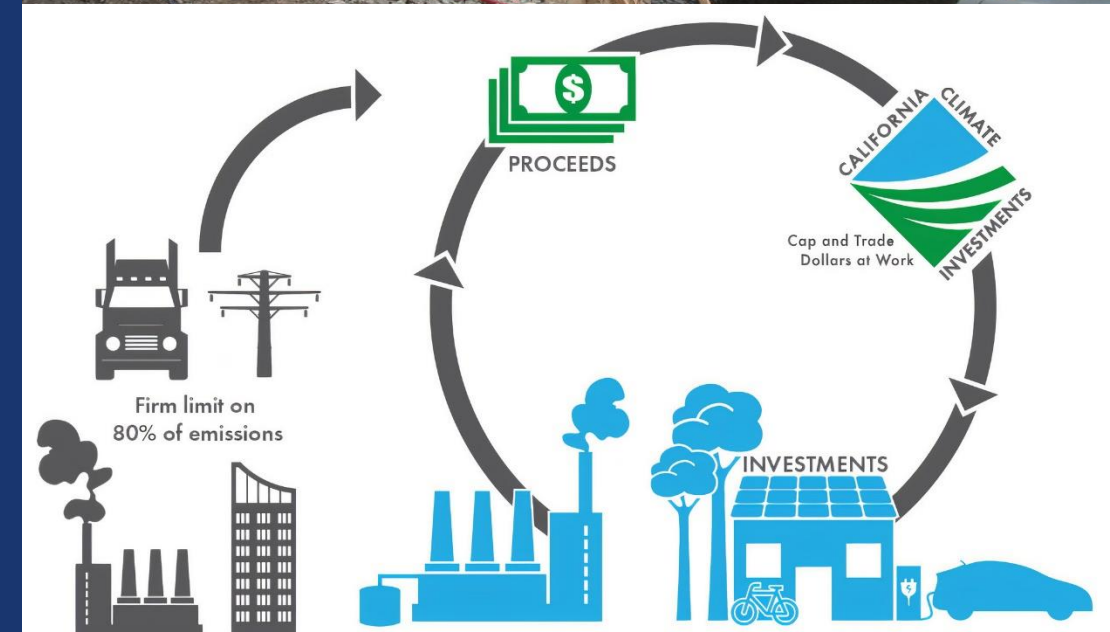 $
PROCEEDS
CALIFORNIA
CLIMATE
INVESTMENTS
Cap and Trade
Dollars at Work
Firm limit on
80% of emissions
INVESTMENTS